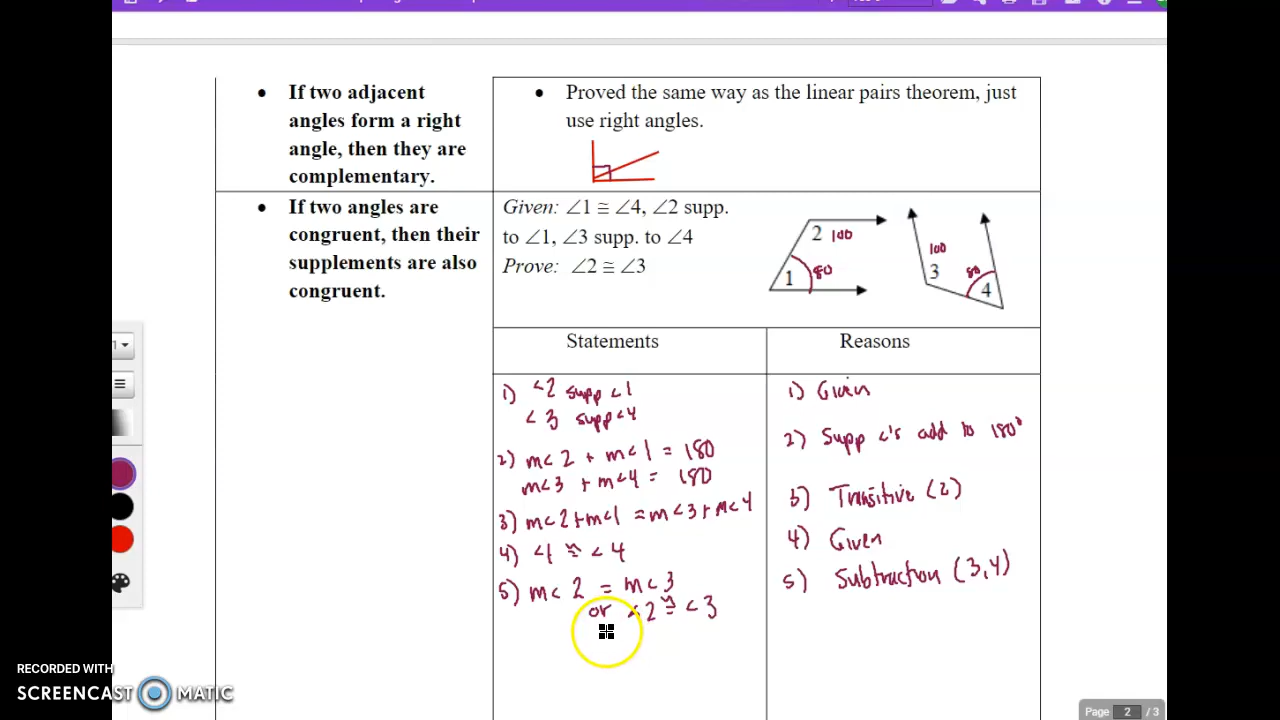 If two adjacent
angles form a right
angle, then they are
complementary.
Proved the same way as the linear pairs theorem, just
use right angles.
If two angles are
congruent, then their
supplements are also
congruent.
Given: ∠1 ≅ ∠4, ∠2 supp.
to ∠1, ∠3 supp. to ∠4
Prove: ∠2 ≅ ∠3
2 100
1 80
100
3
80
4
Statements
Reasons
1) <2 supp <1
<3 supp <4
2) m<2 + m<1 = 180
m<3 + m<4 = 180
3) m<2+m<1 = m<3+m<4
4) <1 ≅ <4
5) m<2 = m<3
or <2 ≅ <3
1) Given
2) Supp <'s add to 180°
3) Transitive (2)
4) Given
5) Subtraction (3,4)
1
RECORDED WITH
SCREENCAST MATIC
Page 2 / 3